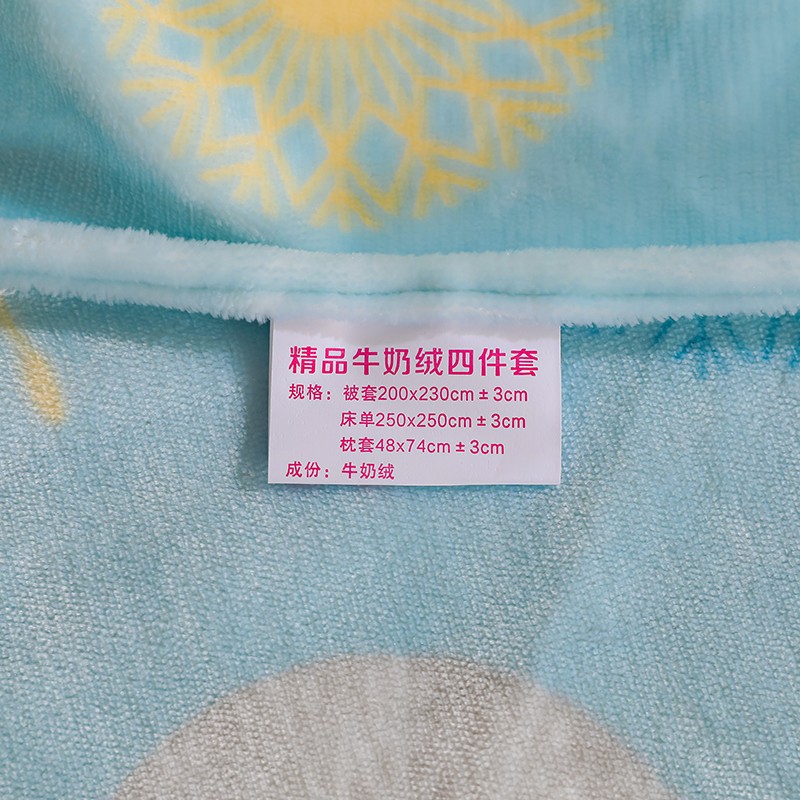 精品牛奶绒四件套
规格：被套200x230cm±3cm
床单250x250cm±3cm
枕套48x74cm±3cm
成份：牛奶绒